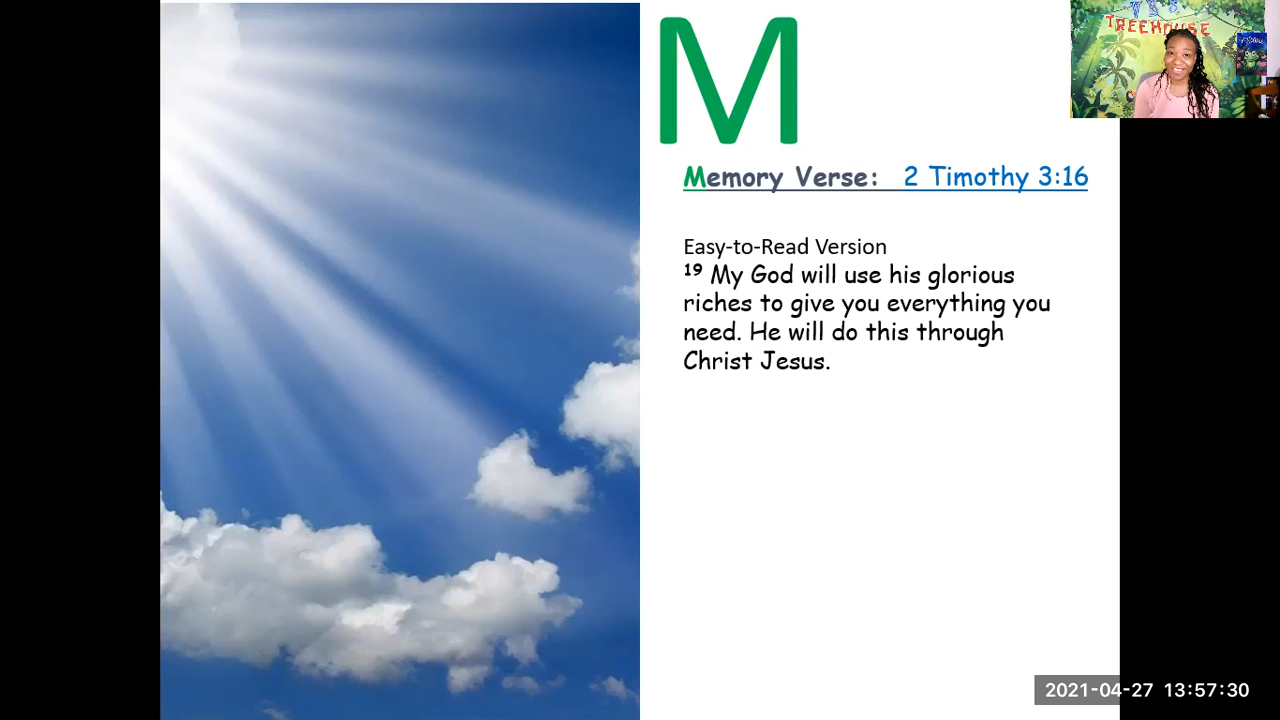 M
TREEHOUSE
Memory Verse: 2 Timothy 3:16
Easy-to-Read Version
19 My God will use his glorious
riches to give you everything you
need. He will do this through
Christ Jesus.
2021-04-27 13:57:30